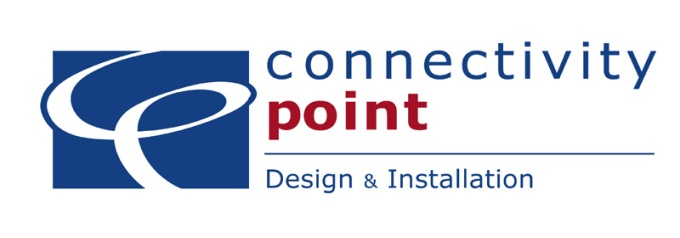 connectivity
point
Design & Installation